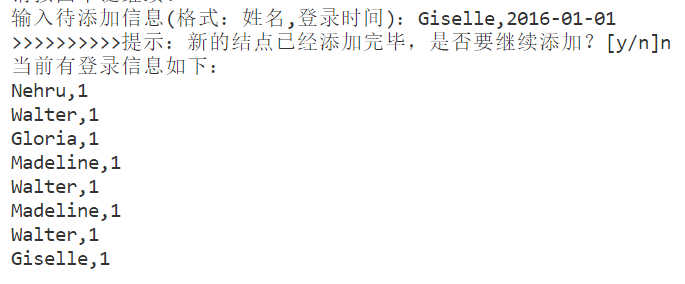 输入待添加信息(格式：姓名,登录时间)：Giselle,2016-01-01
>>>>>>>>>>提示：新的结点已经添加完毕，是否要继续添加？[y/n]n
当前有登录信息如下：
Nehru,1
Walter,1
Gloria,1
Madeline,1
Walter,1
Madeline,1
Walter,1
Giselle,1